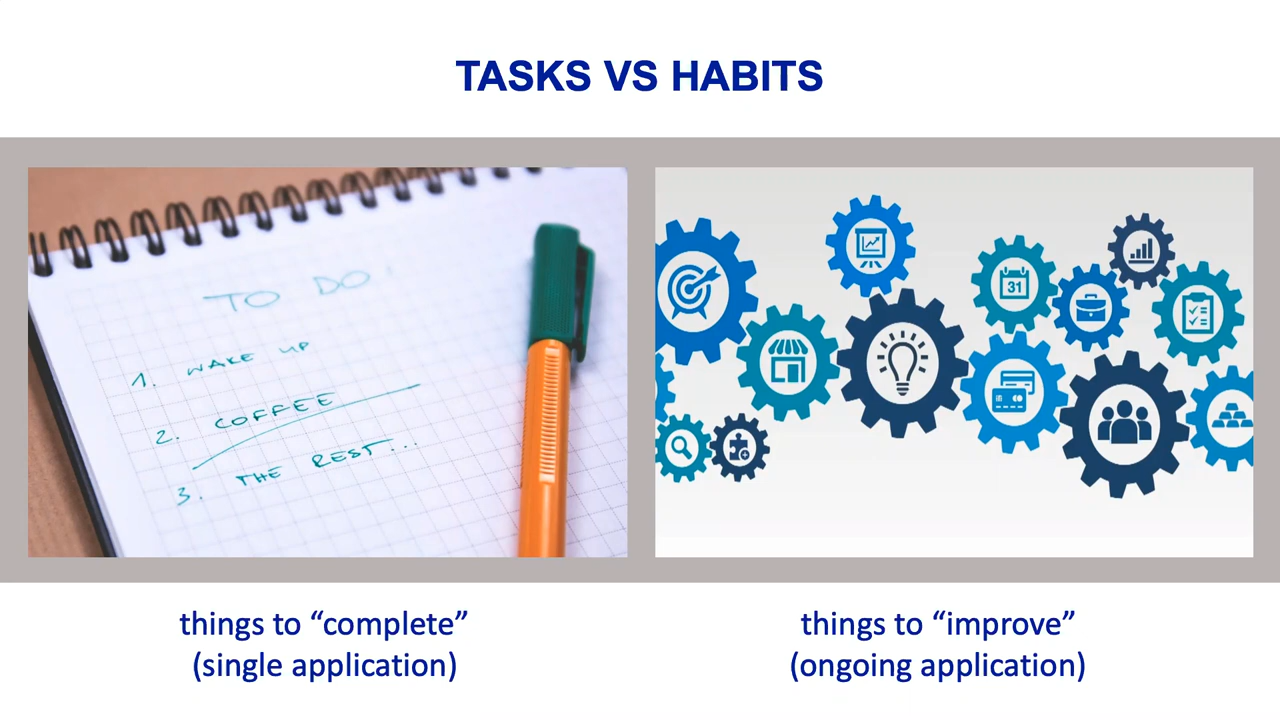 TASKS VS HABITS
TO DO!
1. WAKE UP
2. COFFEE
3. THE REST...
31
things to “complete”
(single application)
things to “improve”
(ongoing application)